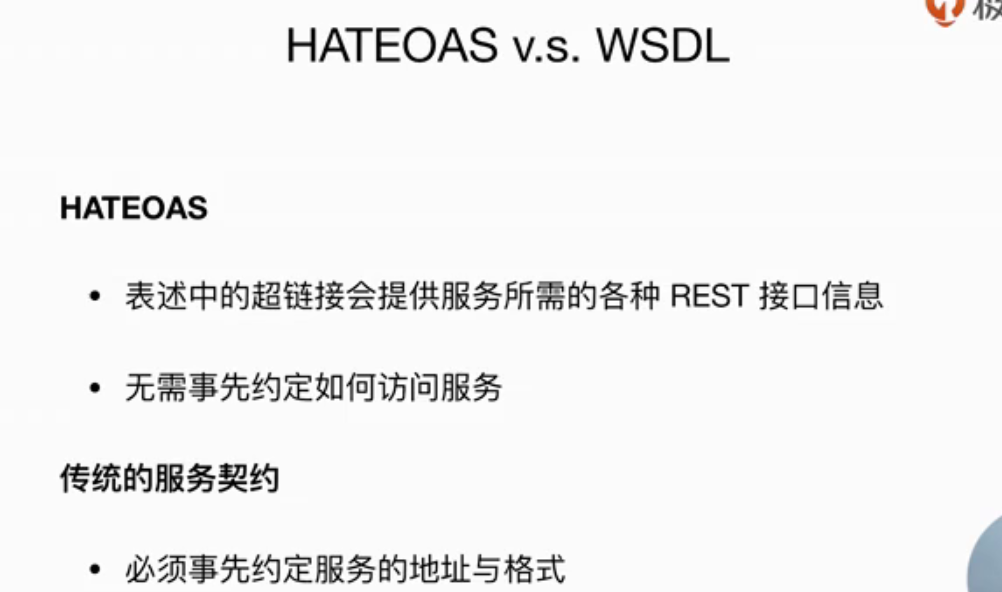 HATEOAS v.s. WSDL
HATEOAS
• 表述中的超链接会提供服务所需的各种 REST 接口信息
• 无需事先约定如何访问服务
传统的服务契约
• 必须事先约定服务的地址与格式